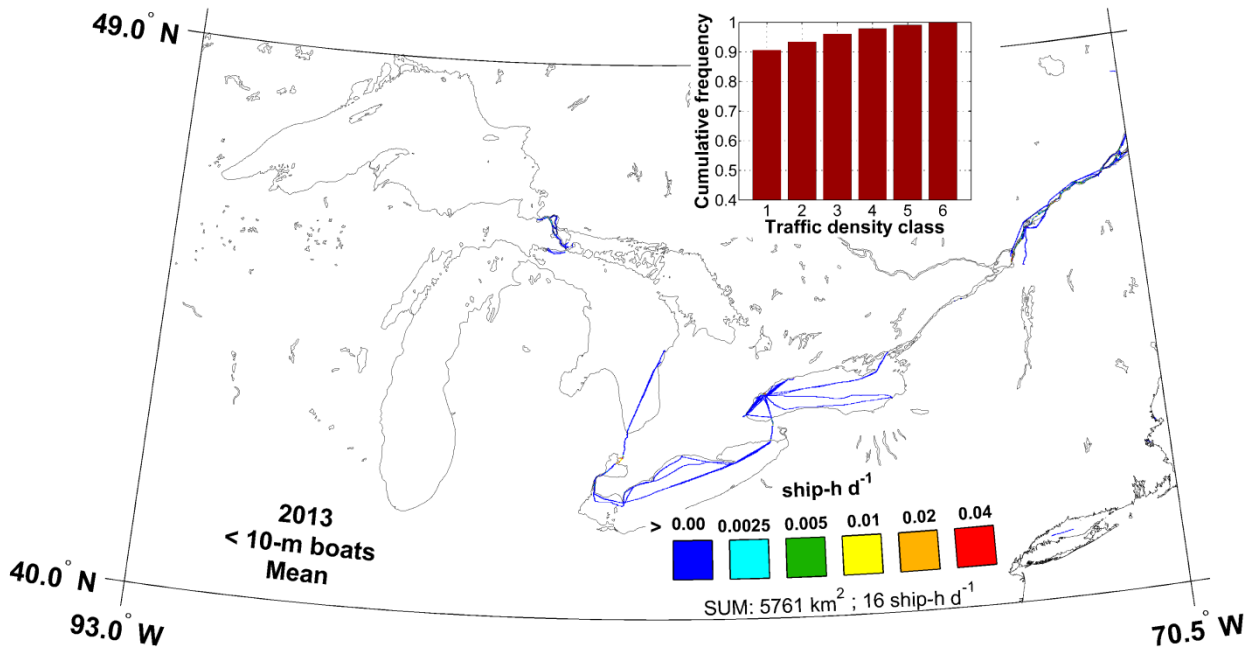 49.0° N
Cumulative frequency
1
0.9
0.8
0.7
0.6
0.5
0.4
1 2 3 4 5 6
Traffic density class
2013
< 10-m boats
Mean
ship-h d⁻¹
> 0.00 0.0025 0.005 0.01 0.02 0.04
SUM: 5761 km² ; 16 ship-h d⁻¹
40.0° N
93.0° W
70.5° W